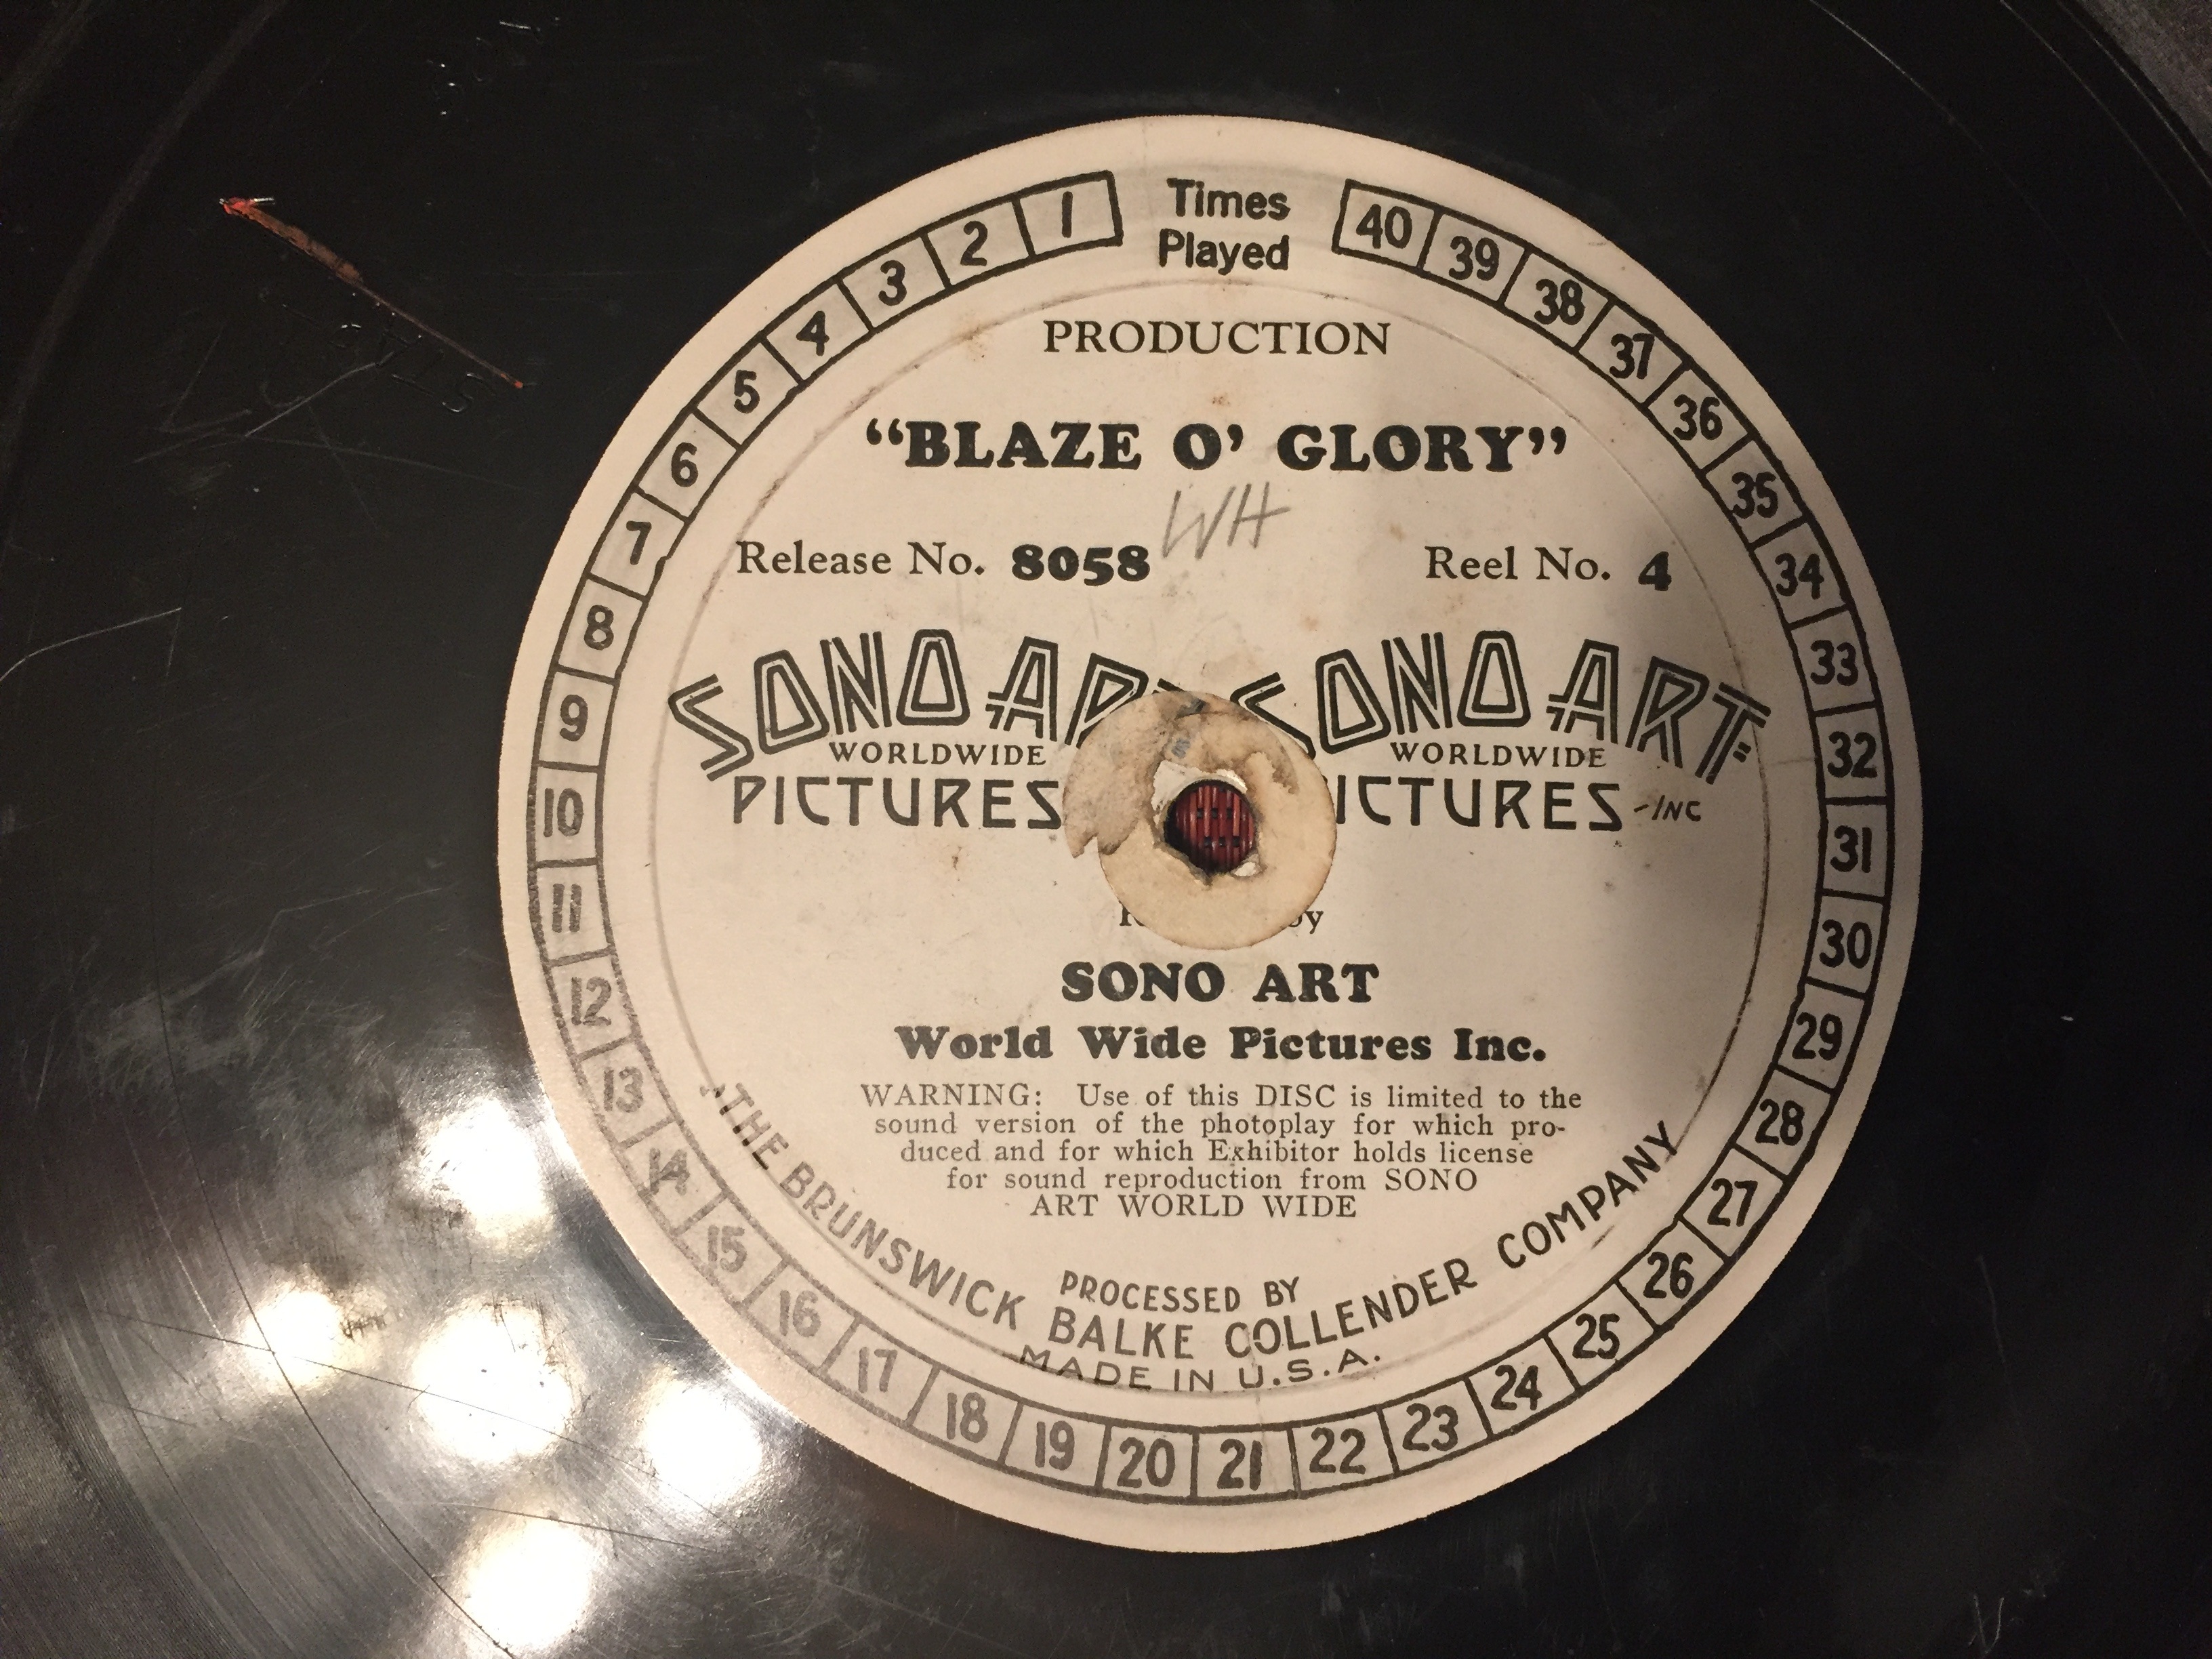 Times
Played
1 2 3 4 5 6 7 8 9 10 11 12 13 14 15 16 17 18 19 20 21 22 23 24 25 26 27 28 29 30 31 32 33 34 35 36 37 38 39 40
PRODUCTION
“BLAZE O’ GLORY”
WH
Release No. 8058 Reel No. 4
SONO ART
WORLDWIDE WORLDWIDE
PICTURES -INC
by
SONO ART
World Wide Pictures Inc.
WARNING: Use of this DISC is limited to the
sound version of the photoplay for which pro-
duced and for which Exhibitor holds license
for sound reproduction from SONO
ART WORLD WIDE
PROCESSED BY
THE BRUNSWICK BALKE COLLENDER COMPANY
MADE IN U.S.A.
START